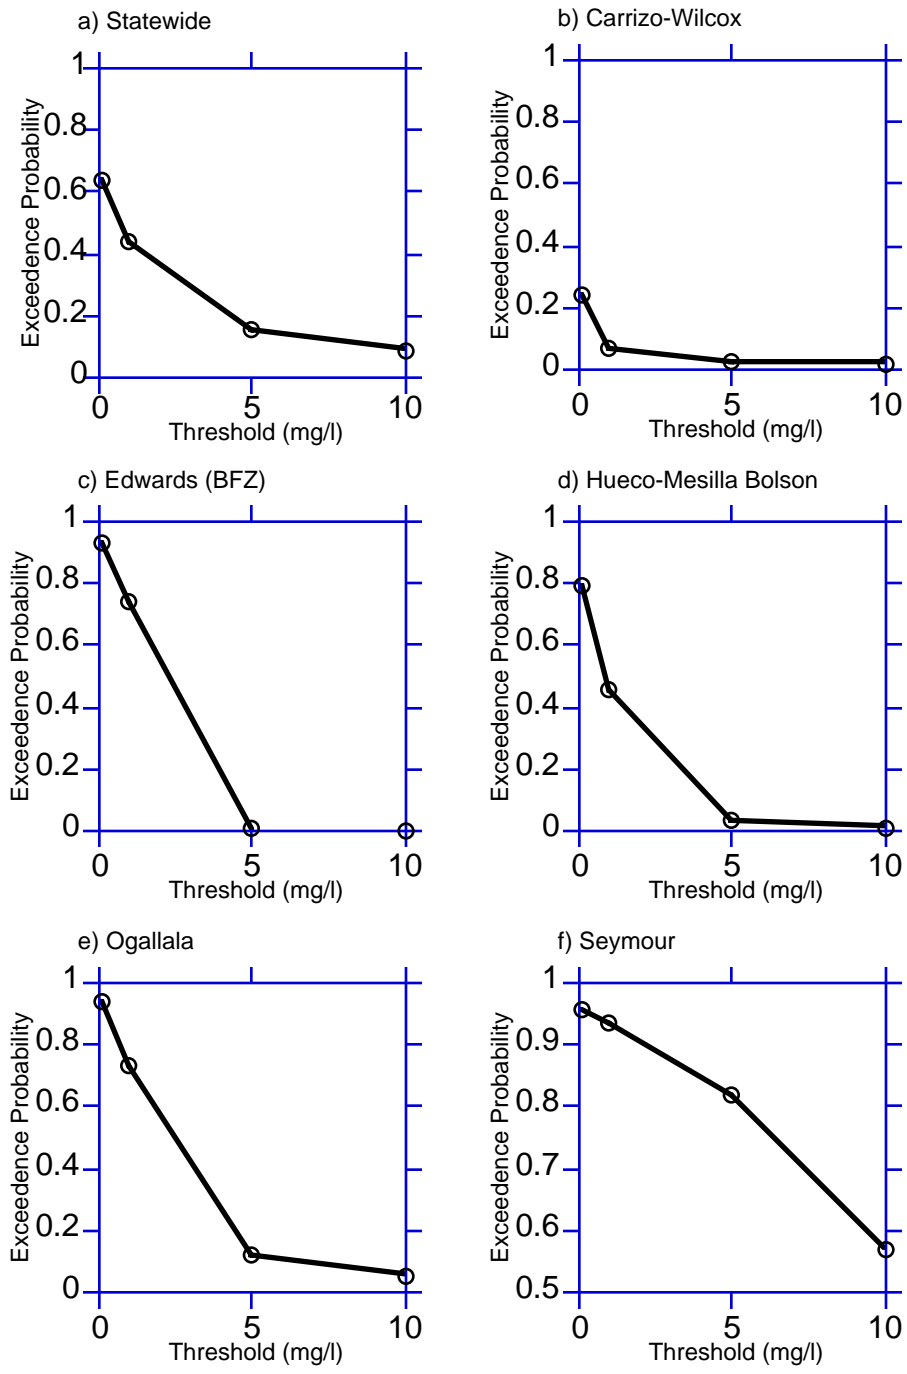 a) Statewide
1
0.8
0.6
0.4
0.2
0
0 5 10
Exceedence Probability
Threshold (mg/l)
b) Carrizo-Wilcox
1
0.8
0.6
0.4
0.2
0
0 5 10
Exceedence Probability
Threshold (mg/l)
c) Edwards (BFZ)
1
0.8
0.6
0.4
0.2
0
0 5 10
Exceedence Probability
Threshold (mg/l)
d) Hueco-Mesilla Bolson
1
0.8
0.6
0.4
0.2
0
0 5 10
Exceedence Probability
Threshold (mg/l)
e) Ogallala
1
0.8
0.6
0.4
0.2
0
0 5 10
Exceedence Probability
Threshold (mg/l)
f) Seymour
1
0.9
0.8
0.7
0.6
0.5
0 5 10
Exceedence Probability
Threshold (mg/l)